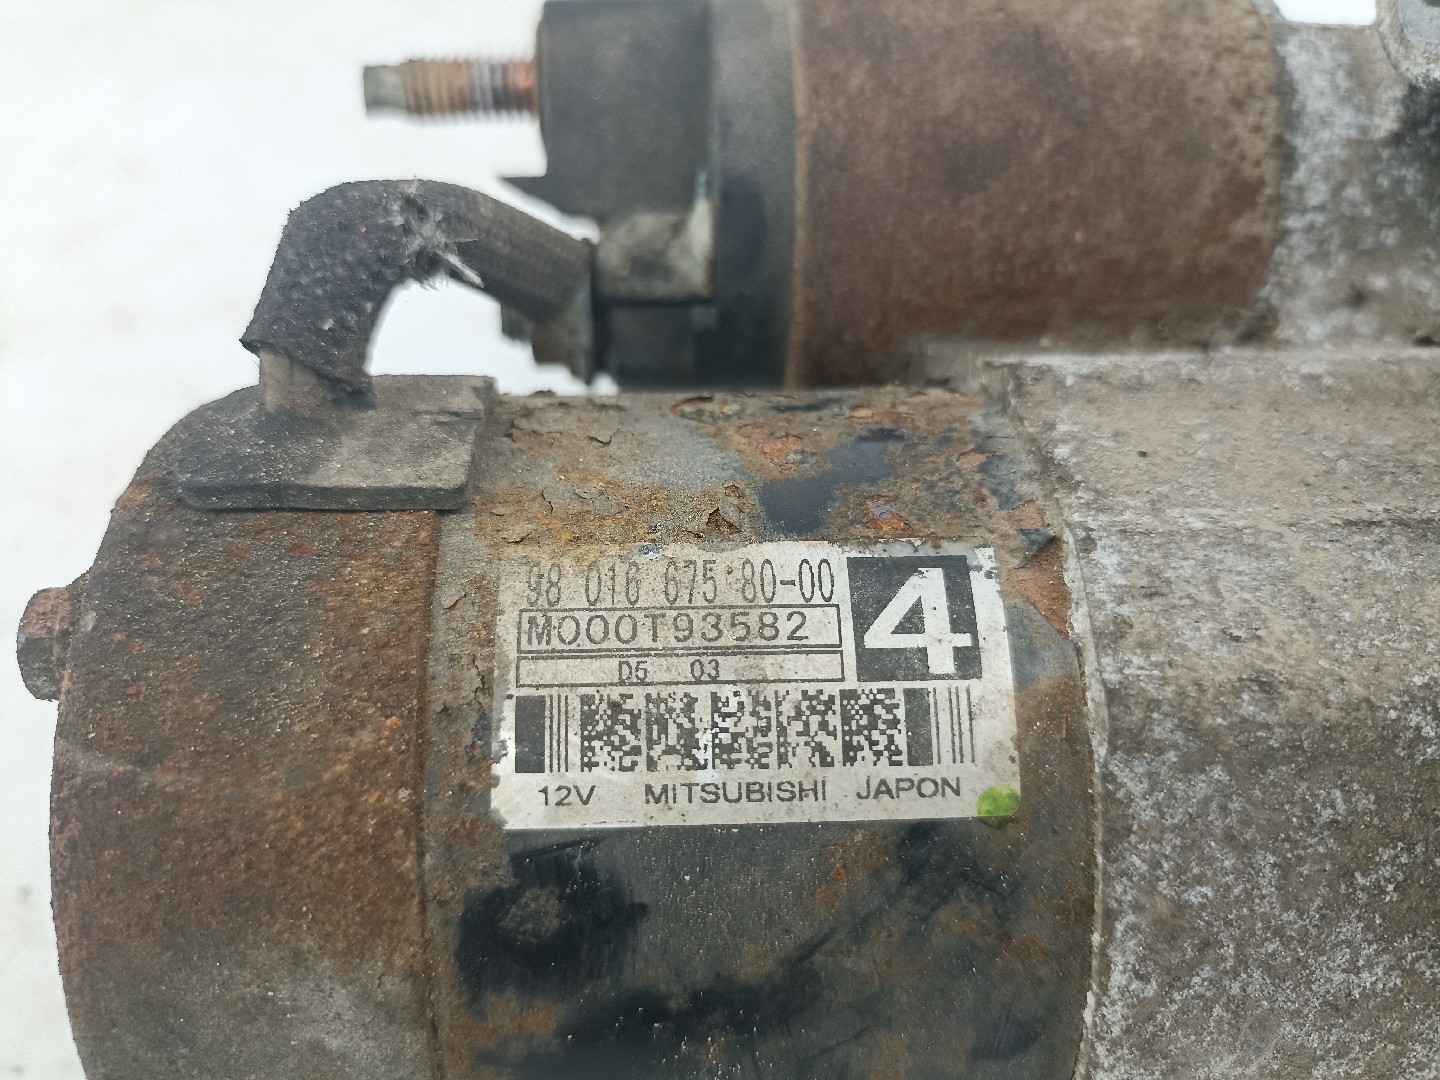 98 016 675 80-00
4
M000T93582
D5 03
12V MITSUBISHI JAPON